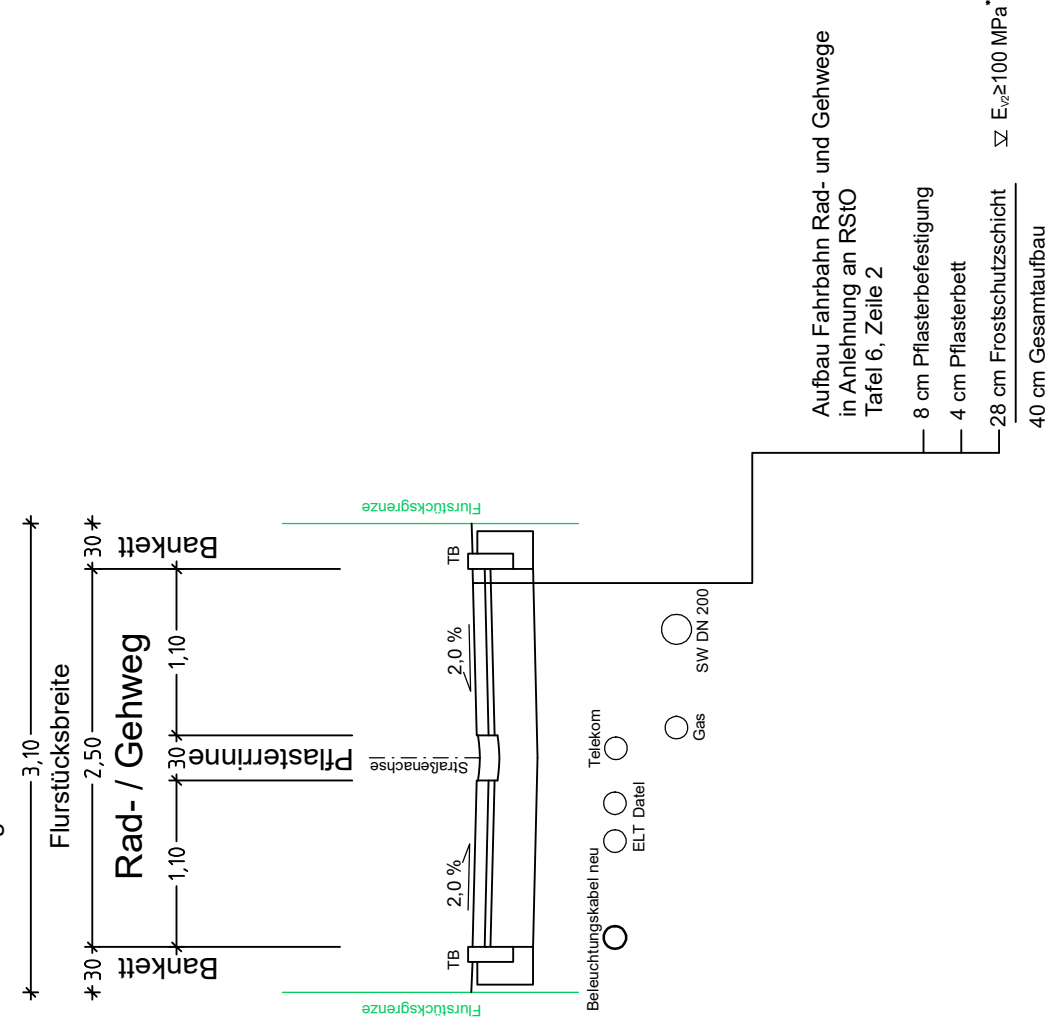 3,10
Flurstücksbreite
30
2,50
30
Rad- / Gehweg
Bankett
1,10
30
1,10
Bankett
Pflasterrinne
Flurstücksgrenze
Straßenachse
Flurstücksgrenze
TB
2,0 %
2,0 %
TB
Beleuchtungskabel neu
ELT
Datel
Telekom
Gas
SW DN 200
Aufbau Fahrbahn Rad- und Gehwege
in Anlehnung an RStO
Tafel 6, Zeile 2
8 cm Pflasterbefestigung
4 cm Pflasterbett
28 cm Frostschutzschicht E_V2≥100 MPa*
40 cm Gesamtaufbau